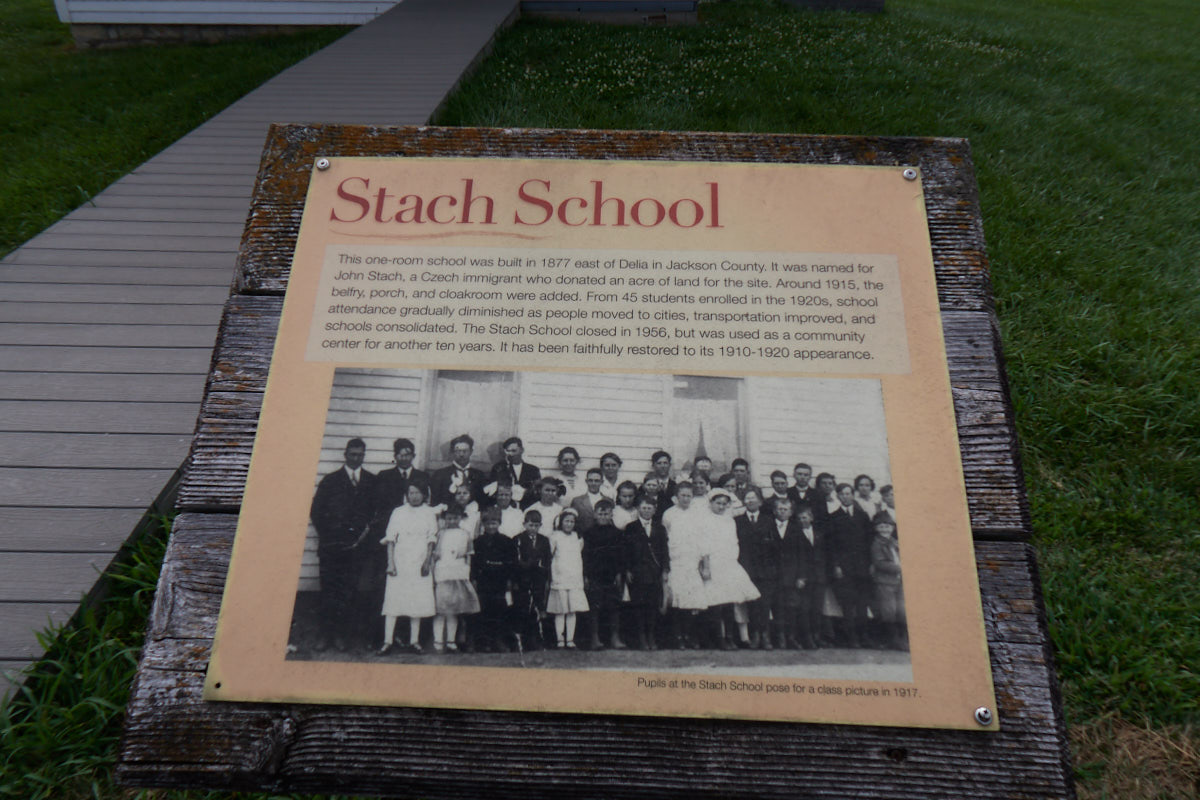 Stach School
This one-room school was built in 1877 east of Delia in Jackson County. It was named for
John Stach, a Czech immigrant who donated an acre of land for the site. Around 1915, the
belfry, porch, and cloakroom were added. From 45 students enrolled in the 1920s, school
attendance gradually diminished as people moved to cities, transportation improved, and
schools consolidated. The Stach School closed in 1956, but was used as a community
center for another ten years. It has been faithfully restored to its 1910-1920 appearance.
Pupils at the Stach School pose for a class picture in 1917.